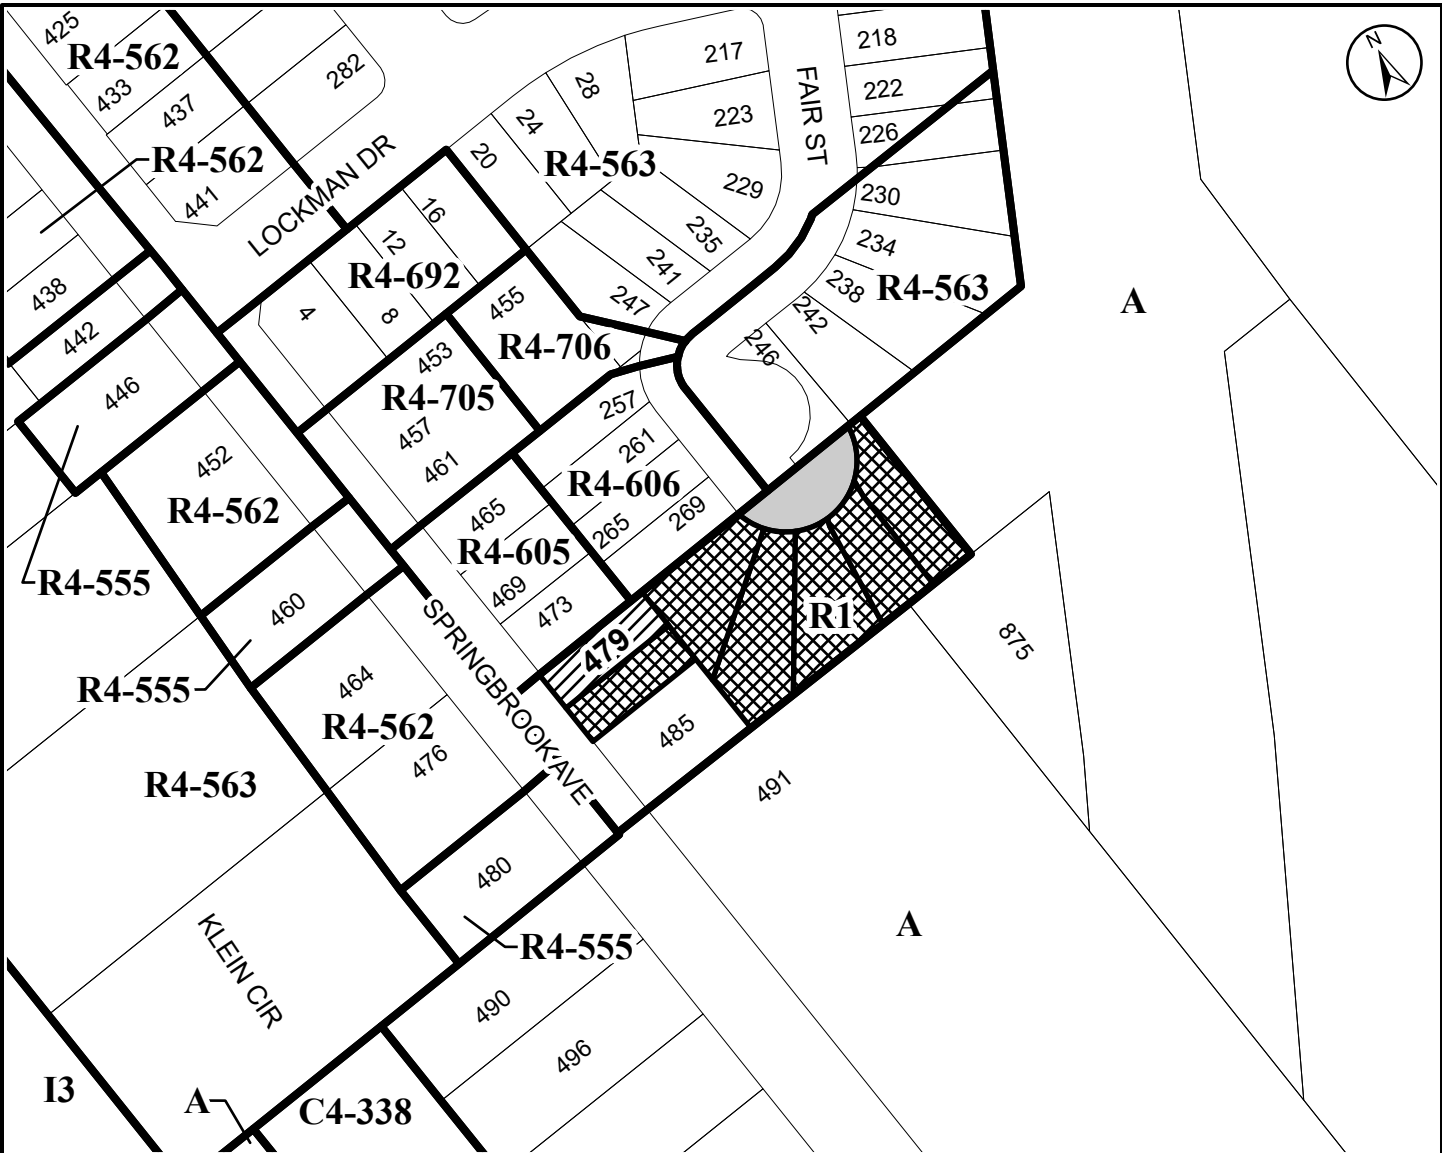 425
R4-562
433
437
282
R4-562
441
LOCKMAN DR
438
442
446
20
24
28
217
223
R4-563
229
235
241
247
FAIR ST
218
222
226
230
234
238
R4-563
242
246
A
N
16
12
R4-692
8
4
455
R4-706
453
R4-705
457
461
452
R4-562
257
261
R4-606
265
269
465
R4-605
469
473
R4-555
460
R4-555
464
R4-562
476
SPRINGBROOK AVE
479
R1
485
491
875
R4-563
480
R4-555
KLEIN CIR
490
496
A
I3
A
C4-338